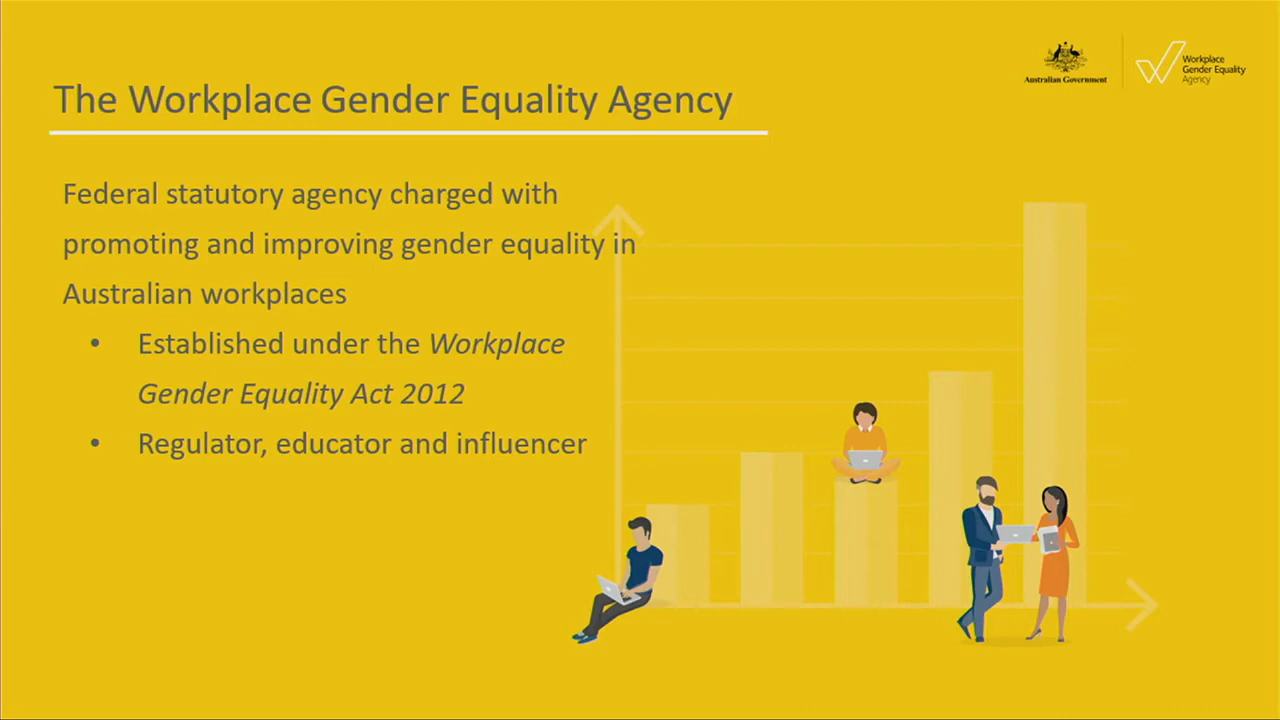 Australian Government
Workplace
Gender Equality
Agency
The Workplace Gender Equality Agency
Federal statutory agency charged with
promoting and improving gender equality in
Australian workplaces
• Established under the Workplace
Gender Equality Act 2012
• Regulator, educator and influencer